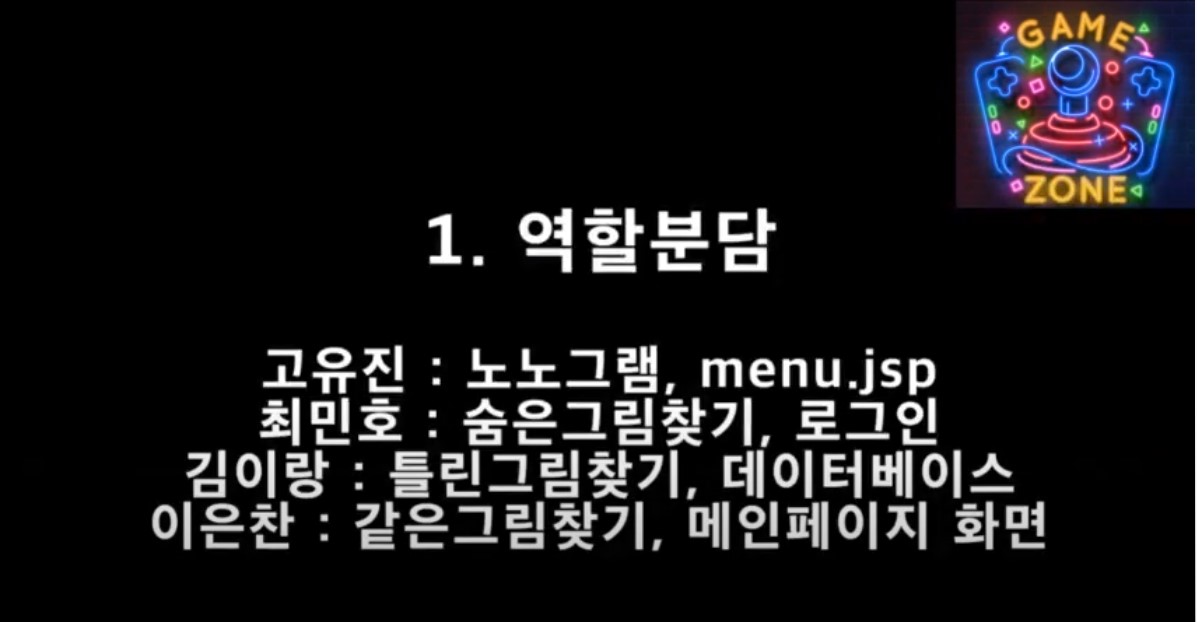 GAME
ZONE
1. 역할분담
고유진 : 노노그램, menu.jsp
최민호 : 숨은그림찾기, 로그인
김이랑 : 틀린그림찾기, 데이터베이스
이은찬 : 같은그림찾기, 메인페이지 화면